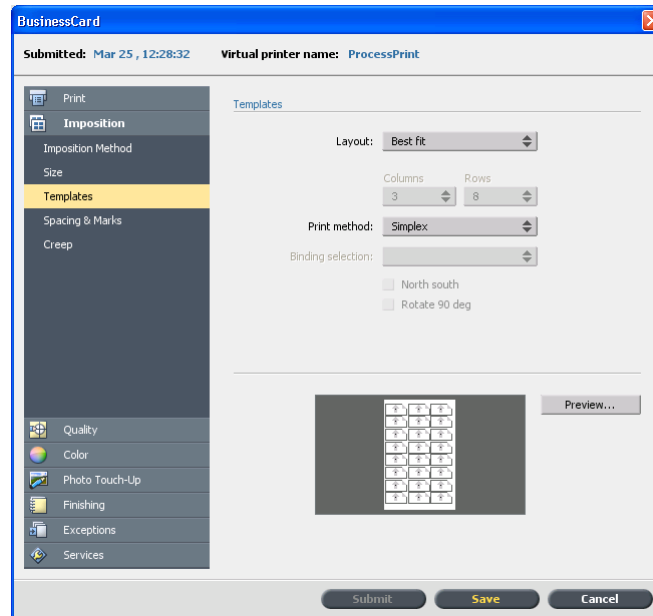 BusinessCard
Submitted: Mar 25 , 12:28:32 Virtual printer name: ProcessPrint
Print
Imposition
Imposition Method
Size
Templates
Spacing & Marks
Creep
Quality
Color
Photo Touch-Up
Finishing
Exceptions
Services
Templates
Layout: Best fit
Columns Rows
3 8
Print method: Simplex
Binding selection:
North south
Rotate 90 deg
Preview...
Submit Save Cancel